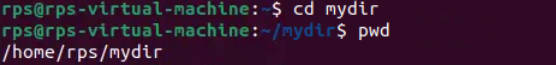 rps@rps-virtual-machine:~$ cd mydir
rps@rps-virtual-machine:~/mydir$ pwd
/home/rps/mydir